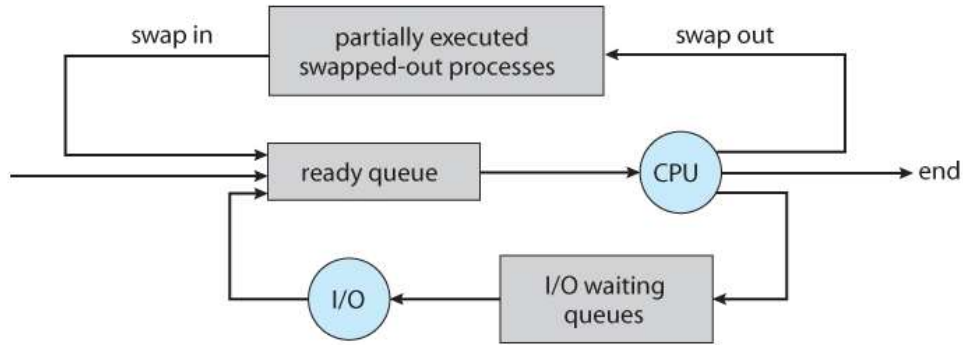 swap in
partially executed
swapped-out processes
swap out
ready queue
CPU
end
I/O
I/O waiting
queues